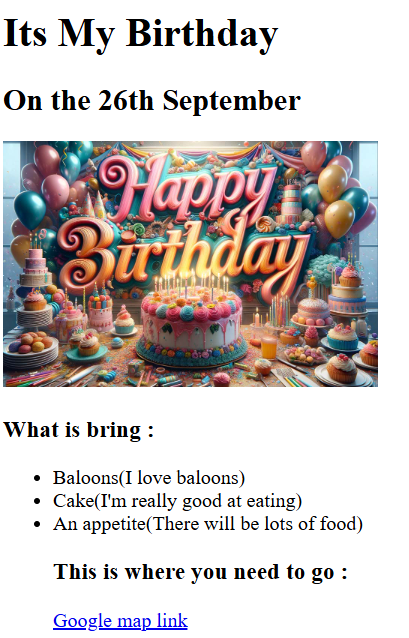 Its My Birthday
On the 26th September
Happy
Birthday
What is bring :
Baloons(I love baloons)
Cake(I'm really good at eating)
An appetite(There will be lots of food)
This is where you need to go :
Google map link